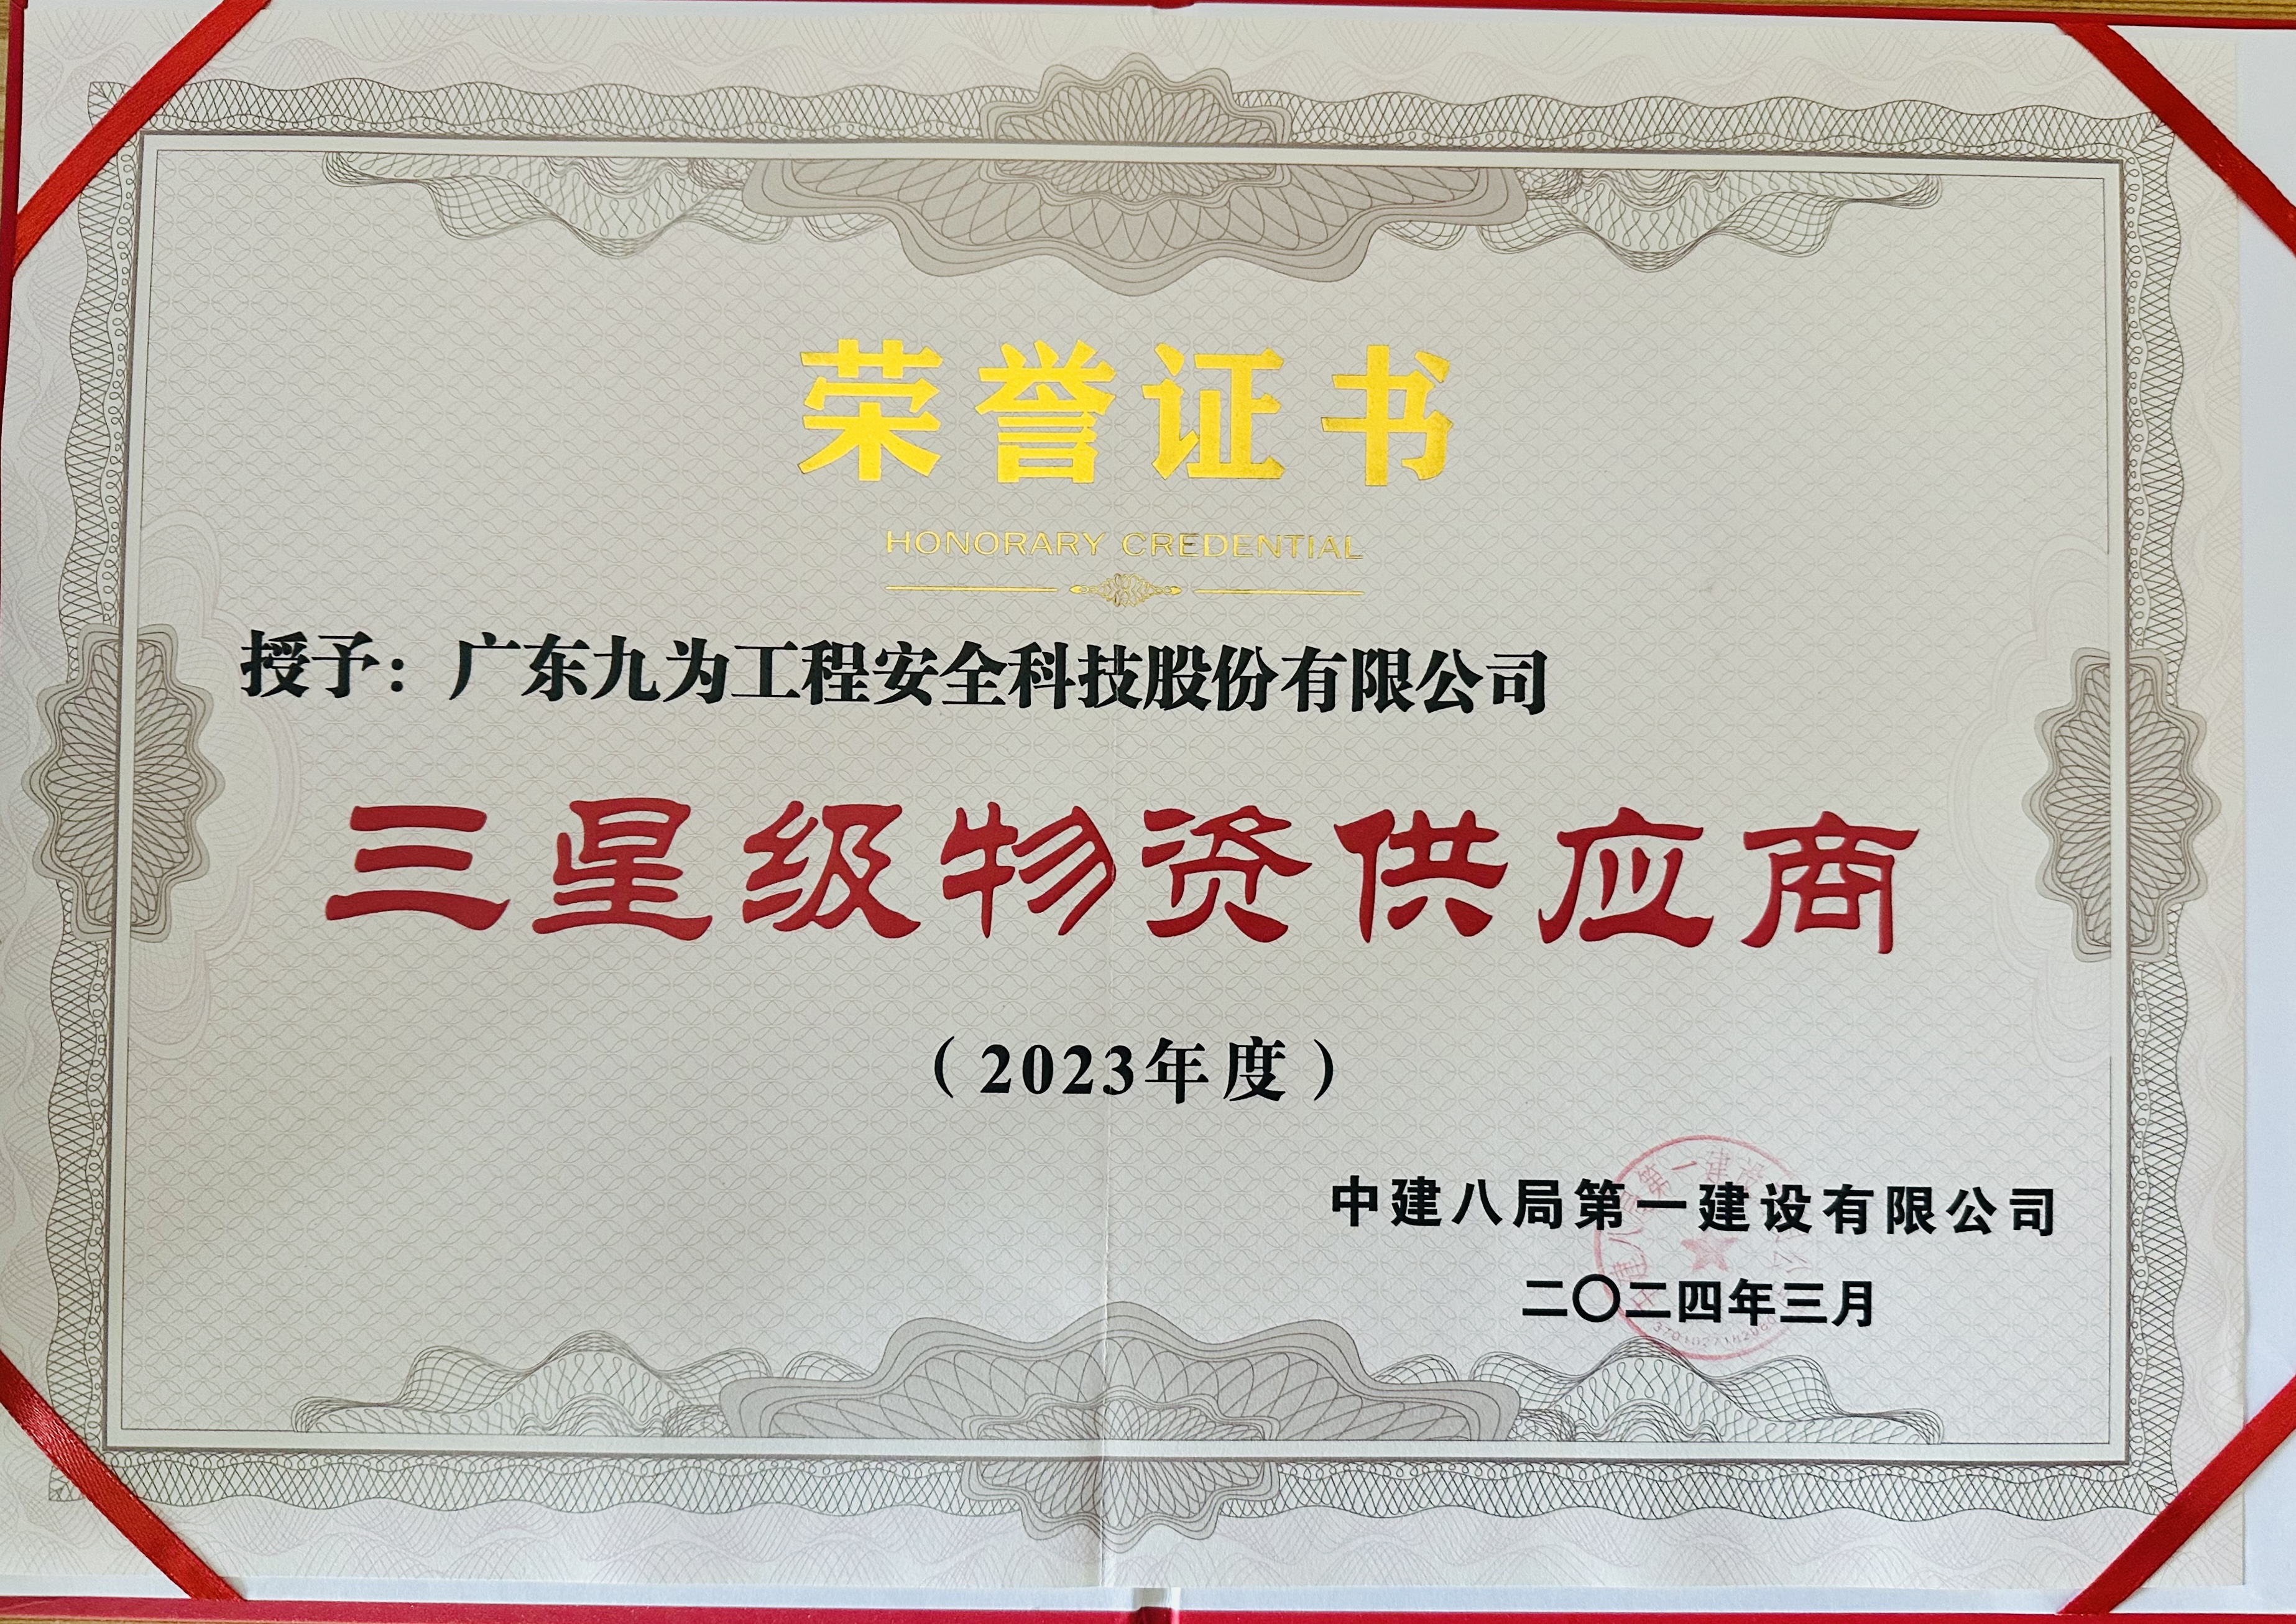 荣誉证书
HONORARY CREDENTIAL
授予：广东九为工程安全科技股份有限公司
三星级物资供应商
（2023年度）
中建八局第一建设有限公司
二〇二四年三月